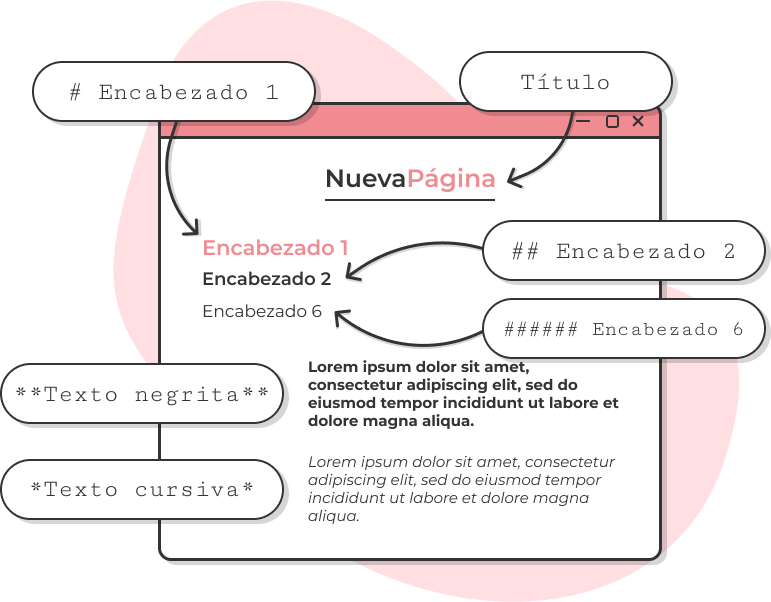 # Encabezado 1
Título
NuevaPágina
Encabezado 1
Encabezado 2
Encabezado 6
## Encabezado 2
###### Encabezado 6
**Texto negrita**
Lorem ipsum dolor sit amet,
consectetur adipiscing elit, sed do
eiusmod tempor incididunt ut labore et
dolore magna aliqua.
*Texto cursiva*
Lorem ipsum dolor sit amet, consectetur
adipiscing elit, sed do eiusmod tempor
incididunt ut labore et dolore magna
aliqua.